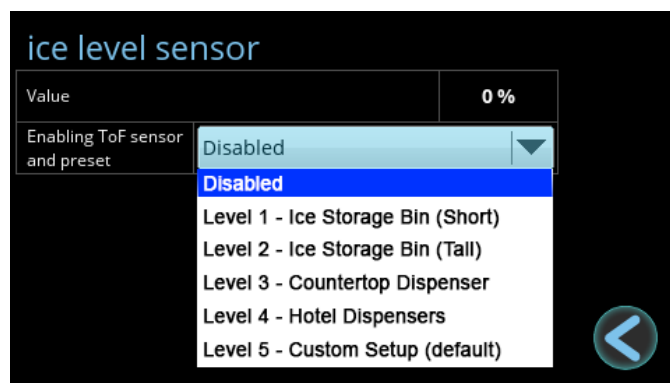 ice level sensor
Value 0 %
Enabling ToF sensor
and preset
Disabled
Disabled
Level 1 - Ice Storage Bin (Short)
Level 2 - Ice Storage Bin (Tall)
Level 3 - Countertop Dispenser
Level 4 - Hotel Dispensers
Level 5 - Custom Setup (default)